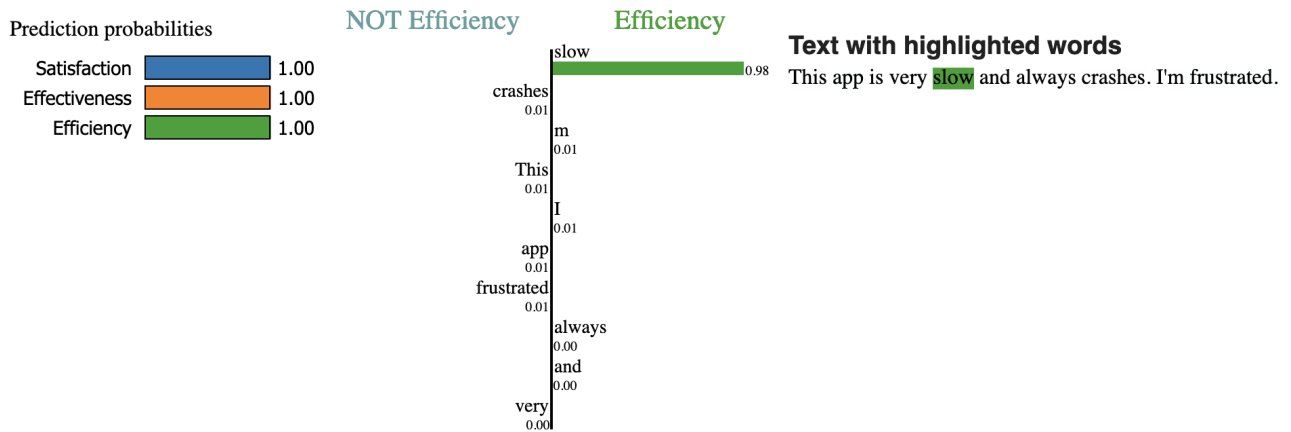 Prediction probabilities
Satisfaction 1.00
Effectiveness 1.00
Efficiency 1.00
NOT Efficiency Efficiency
slow
0.98
crashes
0.01
m
0.01
This
0.01
I
0.01
app
0.01
frustrated
0.01
always
0.00
and
0.00
very
0.00
Text with highlighted words
This app is very slow and always crashes. I'm frustrated.